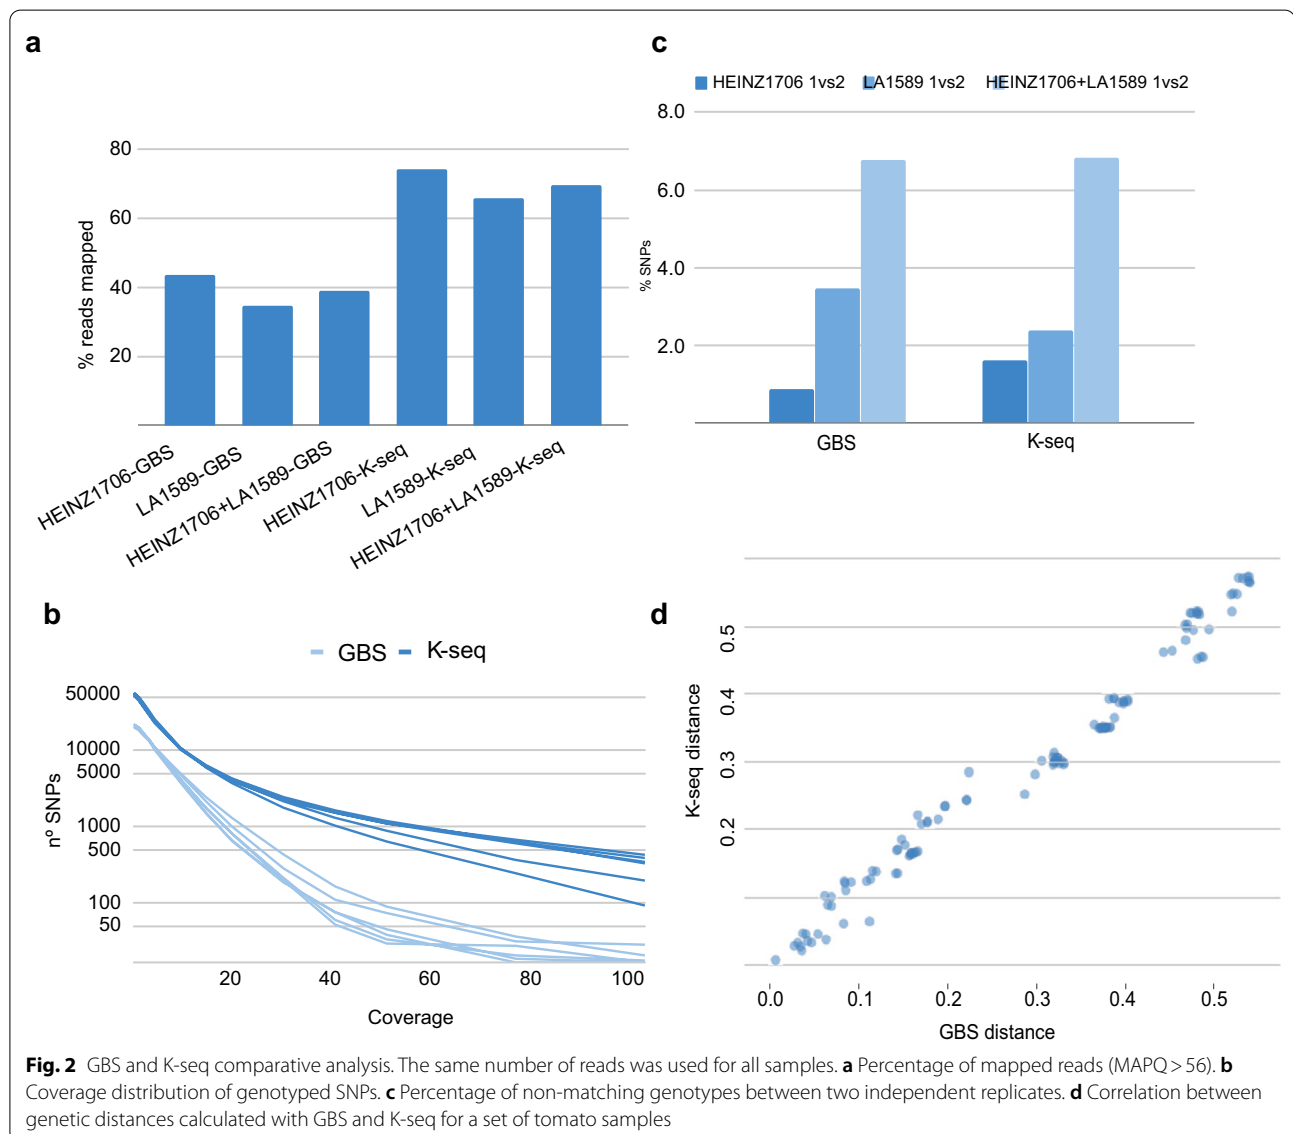 a
% reads mapped
80
60
40
20
HEINZ1706-GBS
LA1589-GBS
HEINZ1706+LA1589-GBS
HEINZ1706-K-seq
LA1589-K-seq
HEINZ1706+LA1589-K-seq
c
HEINZ1706 1vs2 LA1589 1vs2 HEINZ1706+LA1589 1vs2
% SNPs
8.0
6.0
4.0
2.0
GBS K-seq
b
GBS K-seq
nº SNPs
50000
10000
5000
1000
500
100
50
20 40 60 80 100
Coverage
d
K-seq distance
0.5
0.4
0.3
0.2
0.0 0.1 0.2 0.3 0.4 0.5
GBS distance
Fig. 2 GBS and K-seq comparative analysis. The same number of reads was used for all samples. a Percentage of mapped reads (MAPQ > 56). b
Coverage distribution of genotyped SNPs. c Percentage of non-matching genotypes between two independent replicates. d Correlation between
genetic distances calculated with GBS and K-seq for a set of tomato samples